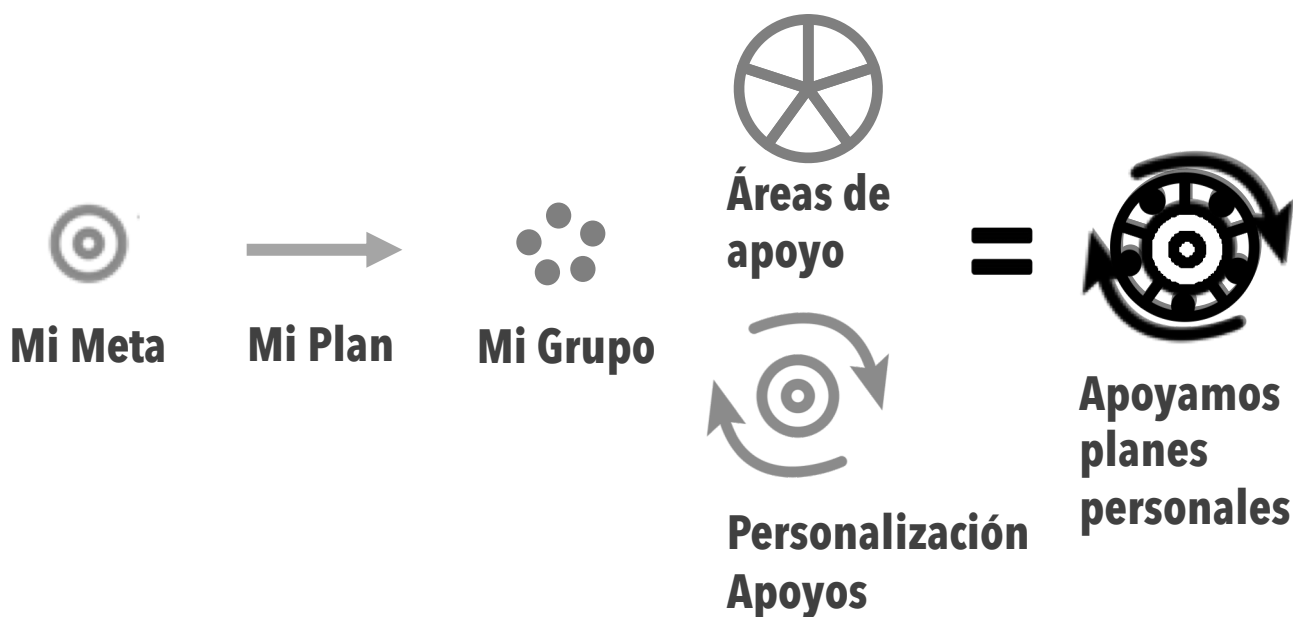 Mi Meta
Mi Plan
Mi Grupo
Áreas de
apoyo
Personalización
Apoyos
=
Apoyamos
planes
personales